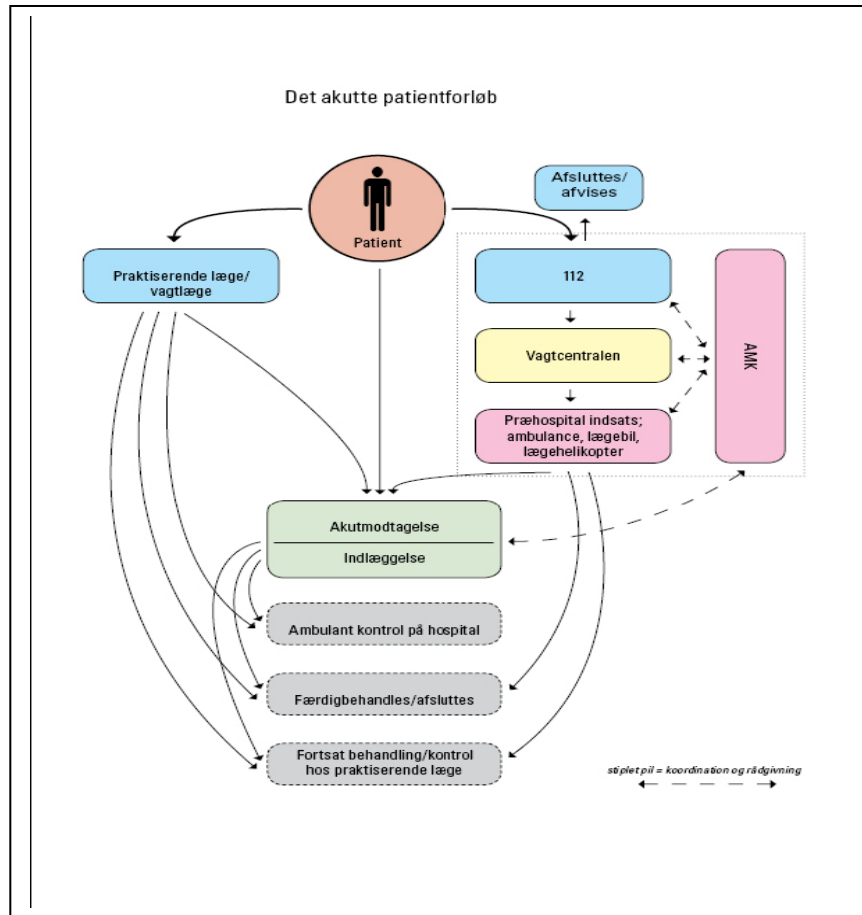 Det akutte patientforløb
Afsluttes/
afvises
Patient
Praktiserende læge/
vagtlæge
112
AMK
Vagtcentralen
Præhospital indsats;
ambulance, lægebil,
lægehelikopter
Akutmodtagelse
Indlæggelse
Ambulant kontrol på hospital
Færdigbehandles/afsluttes
Fortsat behandling/kontrol
hos praktiserende læge
stiplet pil = koordination og rådgivning